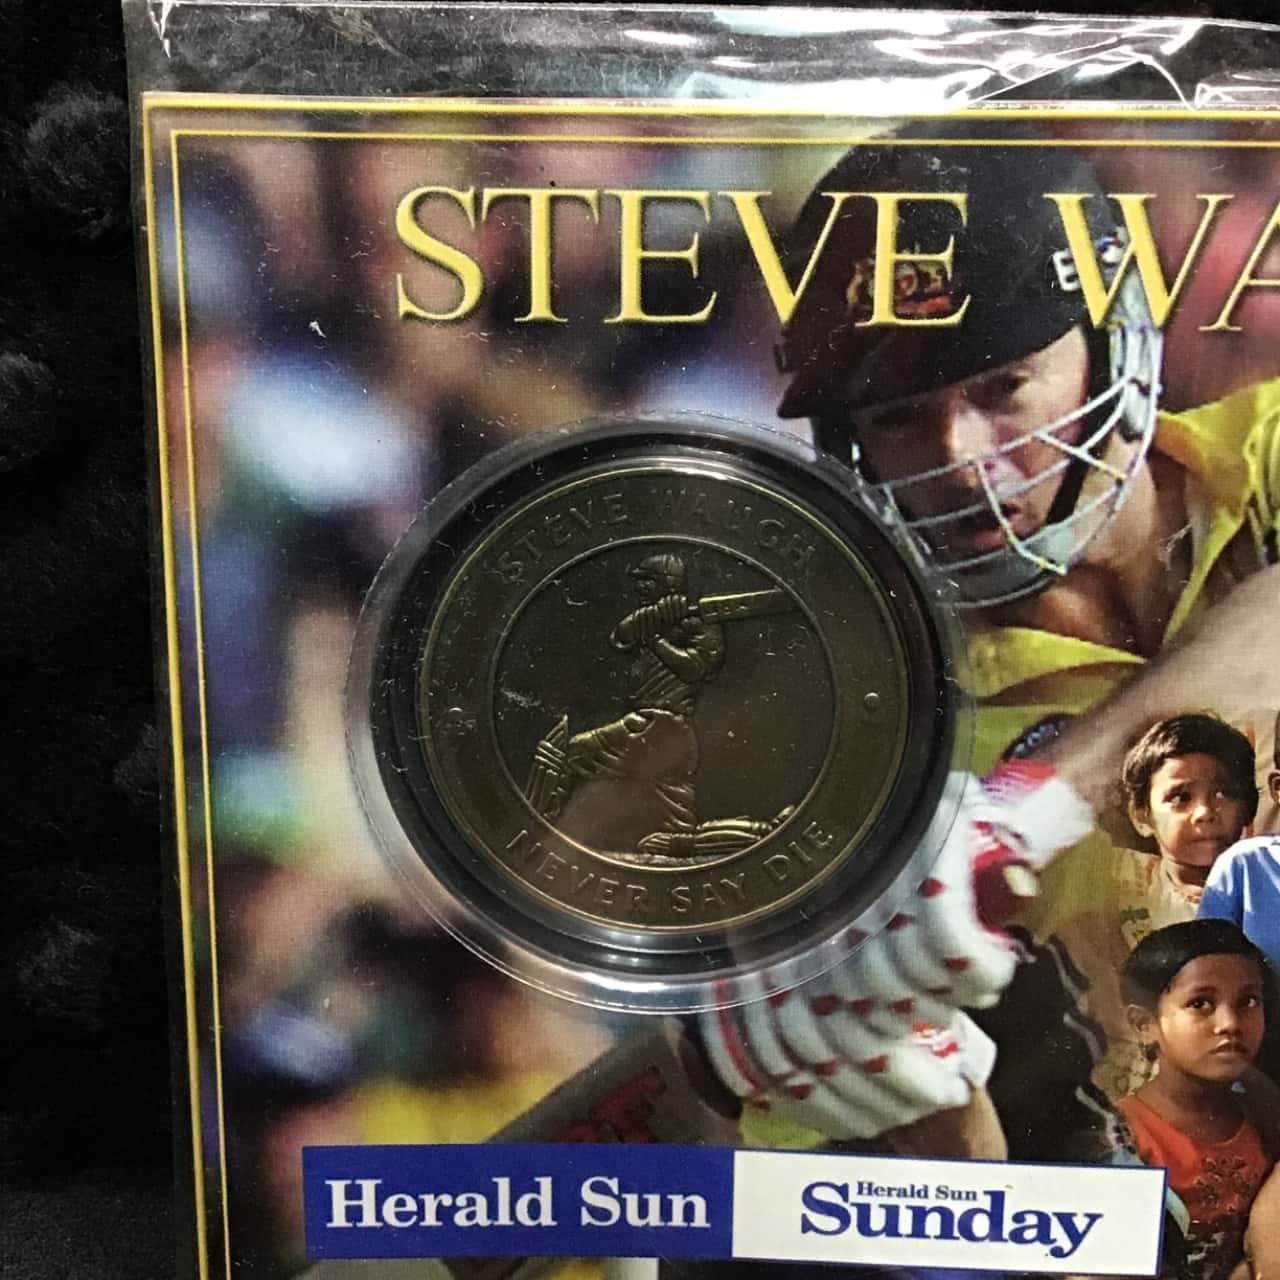 STEVE WA
STEVE WAUGH
NEVER SAY DIE
Herald Sun
Herald Sun
Sunday